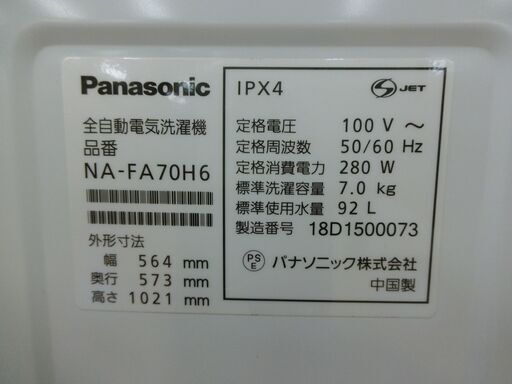 Panasonic
全自動電気洗濯機
品番
NA-FA70H6
外形寸法
幅 564 mm
奥行 573 mm
高さ 1021 mm
IPX4
S JET
定格電圧 100 V ~
定格周波数 50/60 Hz
定格消費電力 280 W
標準洗濯容量 7.0 kg
標準使用水量 92 L
製造番号 18D1500073
PS
E
パナソニック株式会社
中国製